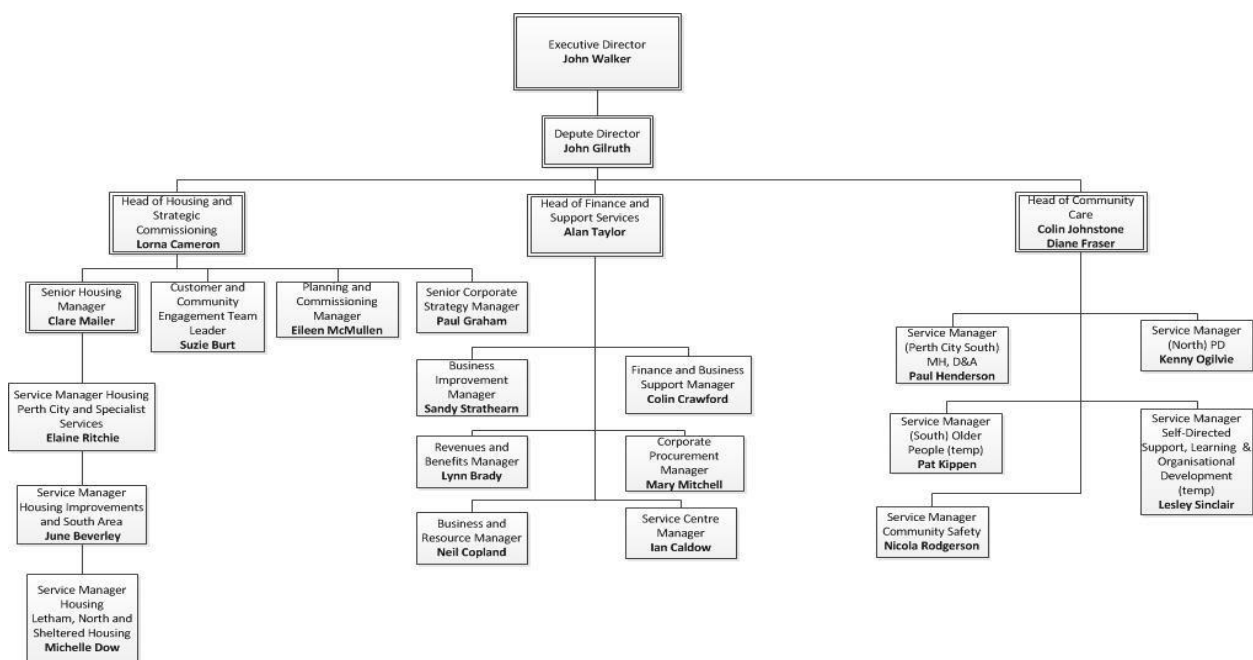 Executive Director
John Walker
Depute Director
John Gilruth
Head of Housing and
Strategic
Commissioning
Lorna Cameron
Head of Finance and
Support Services
Alan Taylor
Head of Community
Care
Colin Johnstone
Diane Fraser
Senior Housing
Manager
Clare Mailer
Customer and
Community
Engagement Team
Leader
Suzie Burt
Planning and
Commissioning
Manager
Eileen McMullen
Senior Corporate
Strategy Manager
Paul Graham
Service Manager Housing
Perth City and Specialist
Services
Elaine Ritchie
Service Manager
Housing Improvements
and South Area
June Beverley
Service Manager
Housing
Letham, North and
Sheltered Housing
Michelle Dow
Business
Improvement
Manager
Sandy Strathearn
Finance and Business
Support Manager
Colin Crawford
Revenues and
Benefits Manager
Lynn Brady
Corporate
Procurement
Manager
Mary Mitchell
Business and
Resource Manager
Neil Copland
Service Centre
Manager
Ian Caldow
Service Manager
(Perth City South)
MH, D&A
Paul Henderson
Service Manager
(North) PD
Kenny Ogilvie
Service Manager
(South) Older
People (temp)
Pat Kippen
Service Manager
Self-Directed
Support, Learning &
Organisational
Development
(temp)
Lesley Sinclair
Service Manager
Community Safety
Nicola Rodgerson